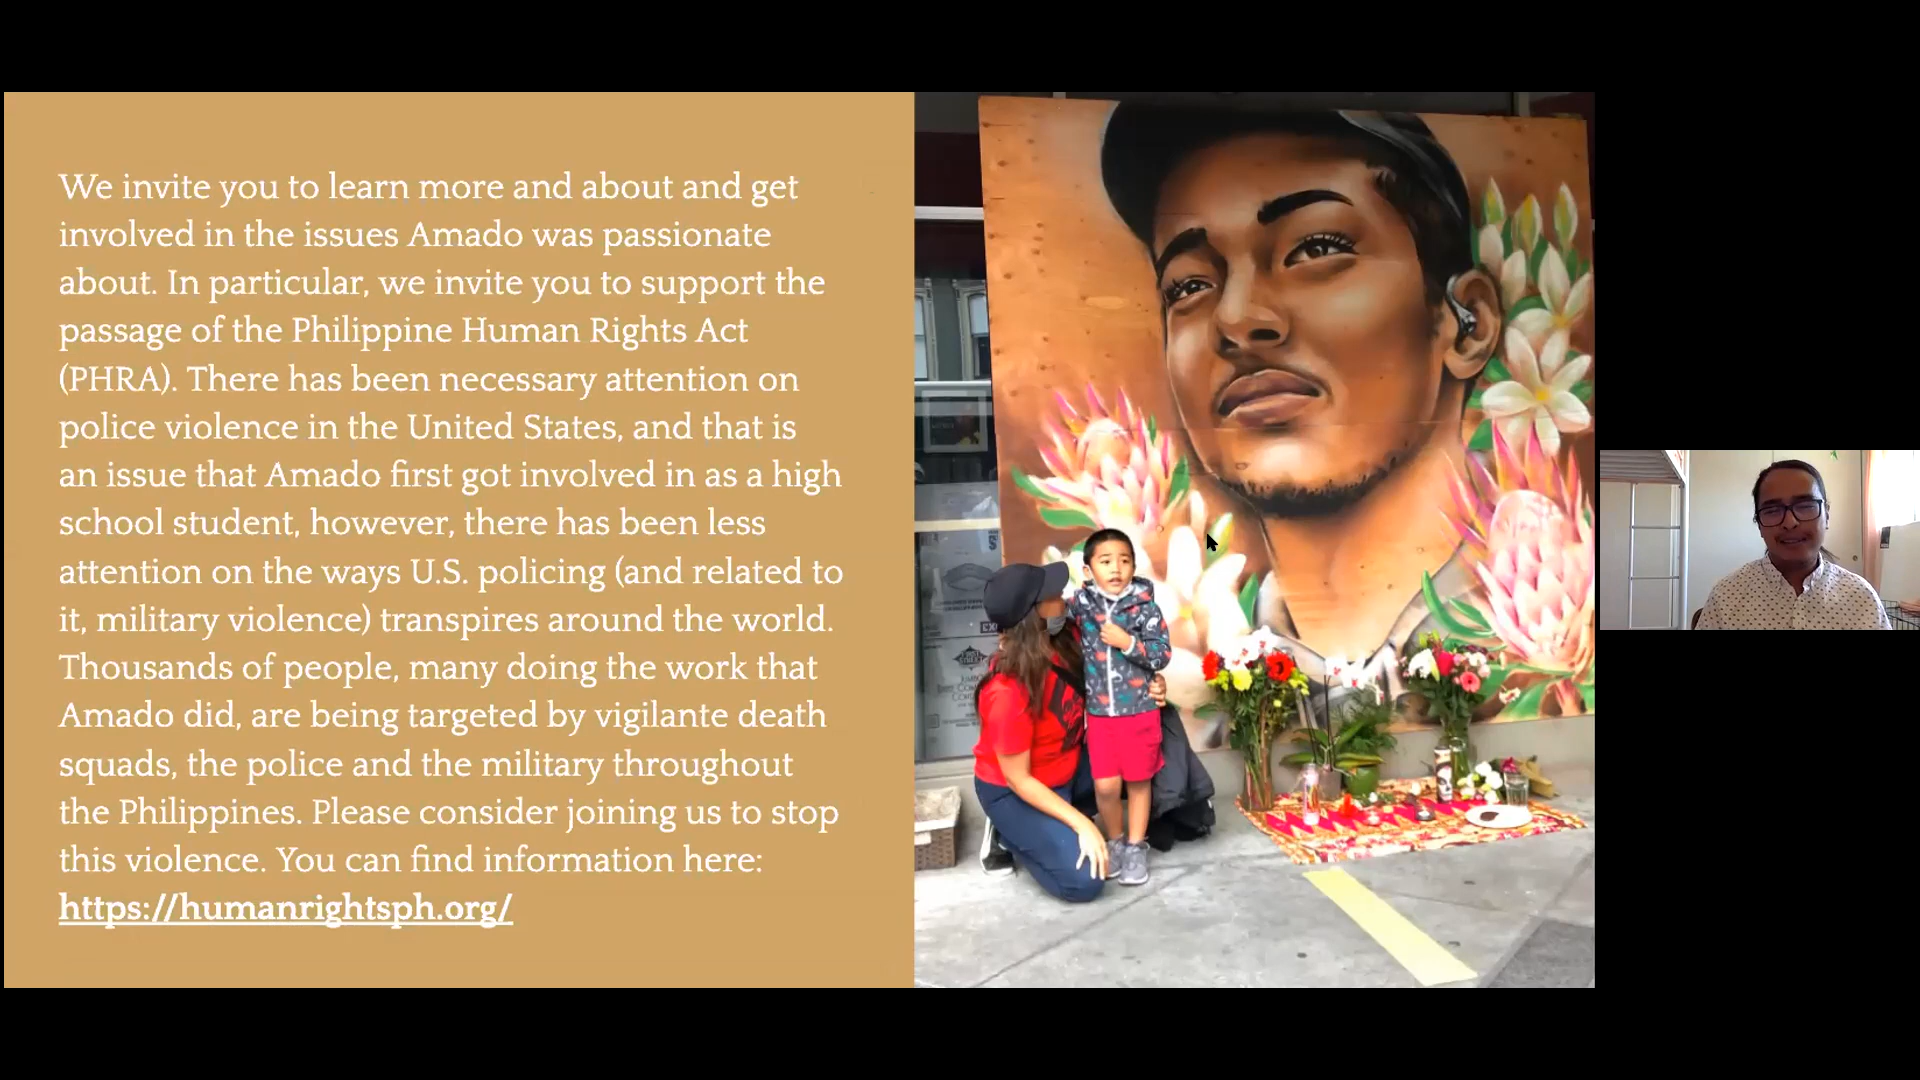 We invite you to learn more and about and get
involved in the issues Amado was passionate
about. In particular, we invite you to support the
passage of the Philippine Human Rights Act
(PHRA). There has been necessary attention on
police violence in the United States, and that is
an issue that Amado first got involved in as a high
school student, however, there has been less
attention on the ways U.S. policing (and related to
it, military violence) transpires around the world.
Thousands of people, many doing the work that
Amado did, are being targeted by vigilante death
squads, the police and the military throughout
the Philippines. Please consider joining us to stop
this violence. You can find information here:
https://humanrightsph.org/